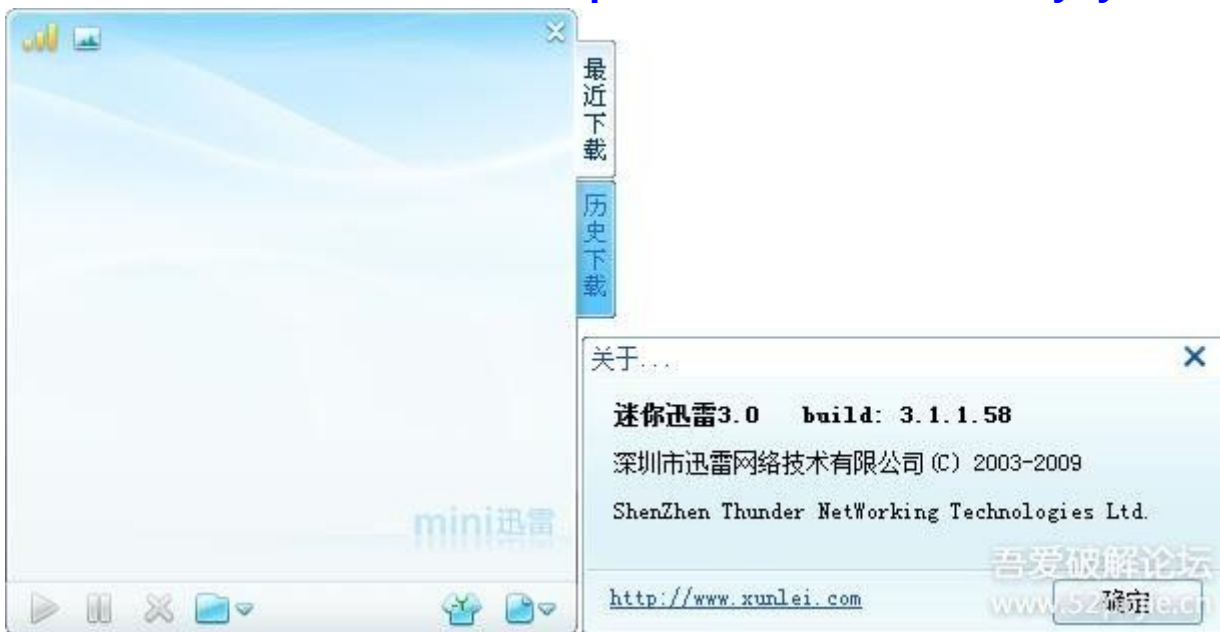 最近下载
历史下载
mini迅雷
关于...
迷你迅雷3.0 build: 3.1.1.58
深圳市迅雷网络技术有限公司(C) 2003-2009
ShenZhen Thunder NetWorking Technologies Ltd.
吾爱破解论坛
http://www.xunlei.com
确定